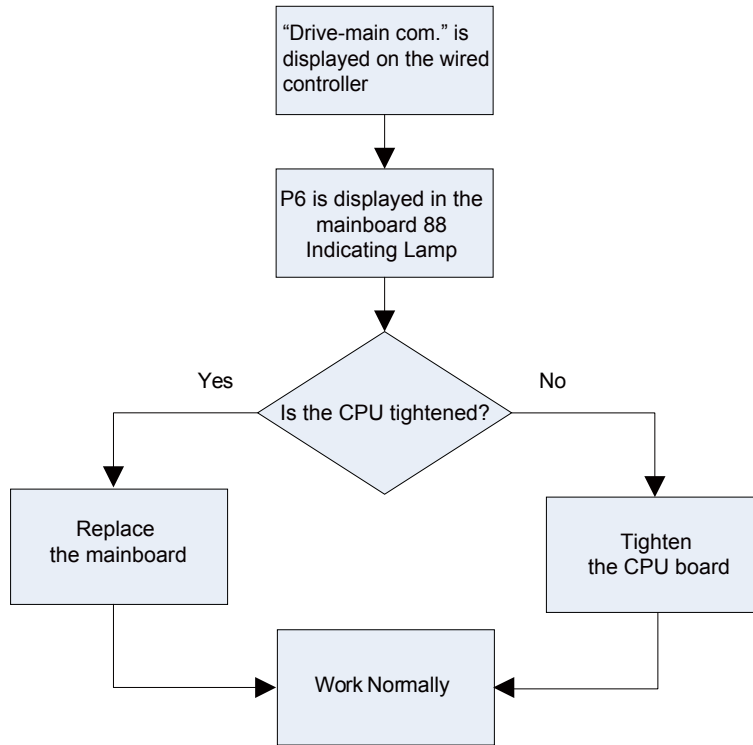 “Drive-main com.” is
displayed on the wired
controller
P6 is displayed in the
mainboard 88
Indicating Lamp
Yes
No
Is the CPU tightened?
Replace
the mainboard
Tighten
the CPU board
Work Normally